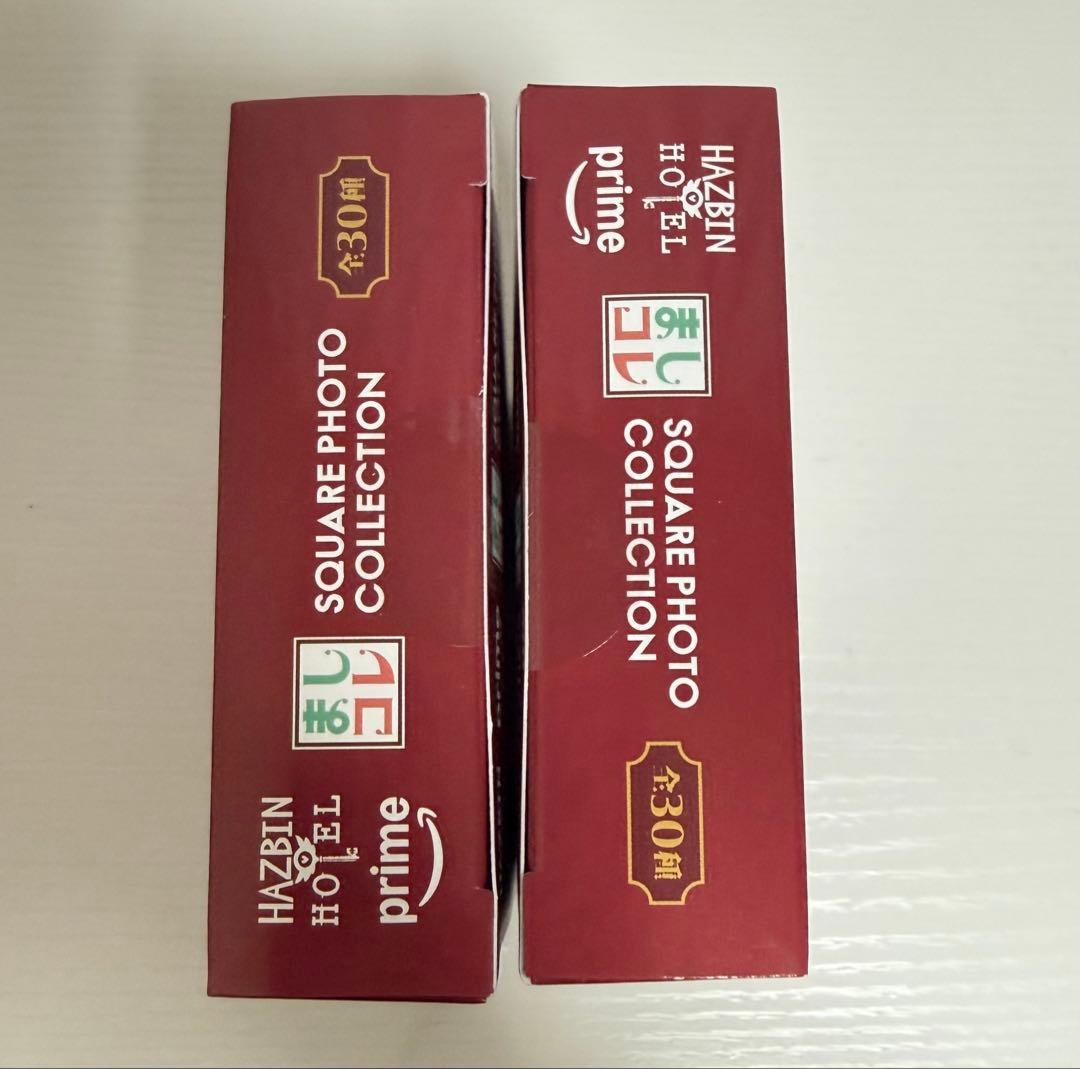 HAZBIN
HOTEL
prime
ましコレ
SQUARE PHOTO
COLLECTION
全30種
HAZBIN
HOTEL
prime
ましコレ
SQUARE PHOTO
COLLECTION
全30種